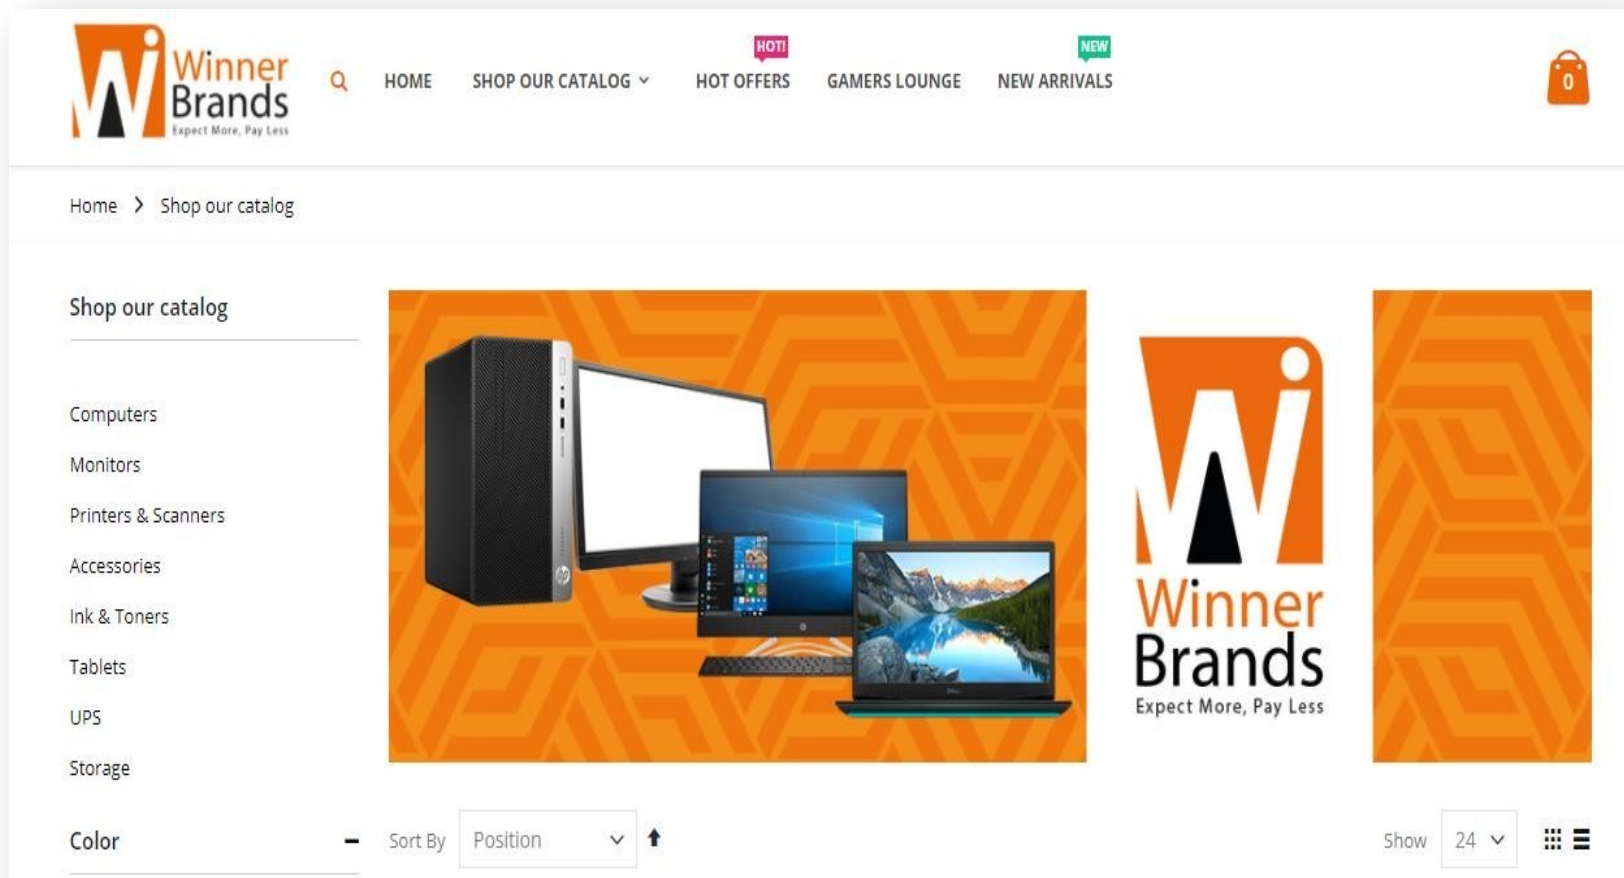 Winner
Brands
Expect More, Pay Less
HOME
SHOP OUR CATALOG
HOT!
HOT OFFERS
GAMERS LOUNGE
NEW
NEW ARRIVALS
0
Home > Shop our catalog
Shop our catalog
Computers
Monitors
Printers & Scanners
Accessories
Ink & Toners
Tablets
UPS
Storage
Color
hp
DELL
Winner
Brands
Expect More, Pay Less
Sort By Position
Show 24